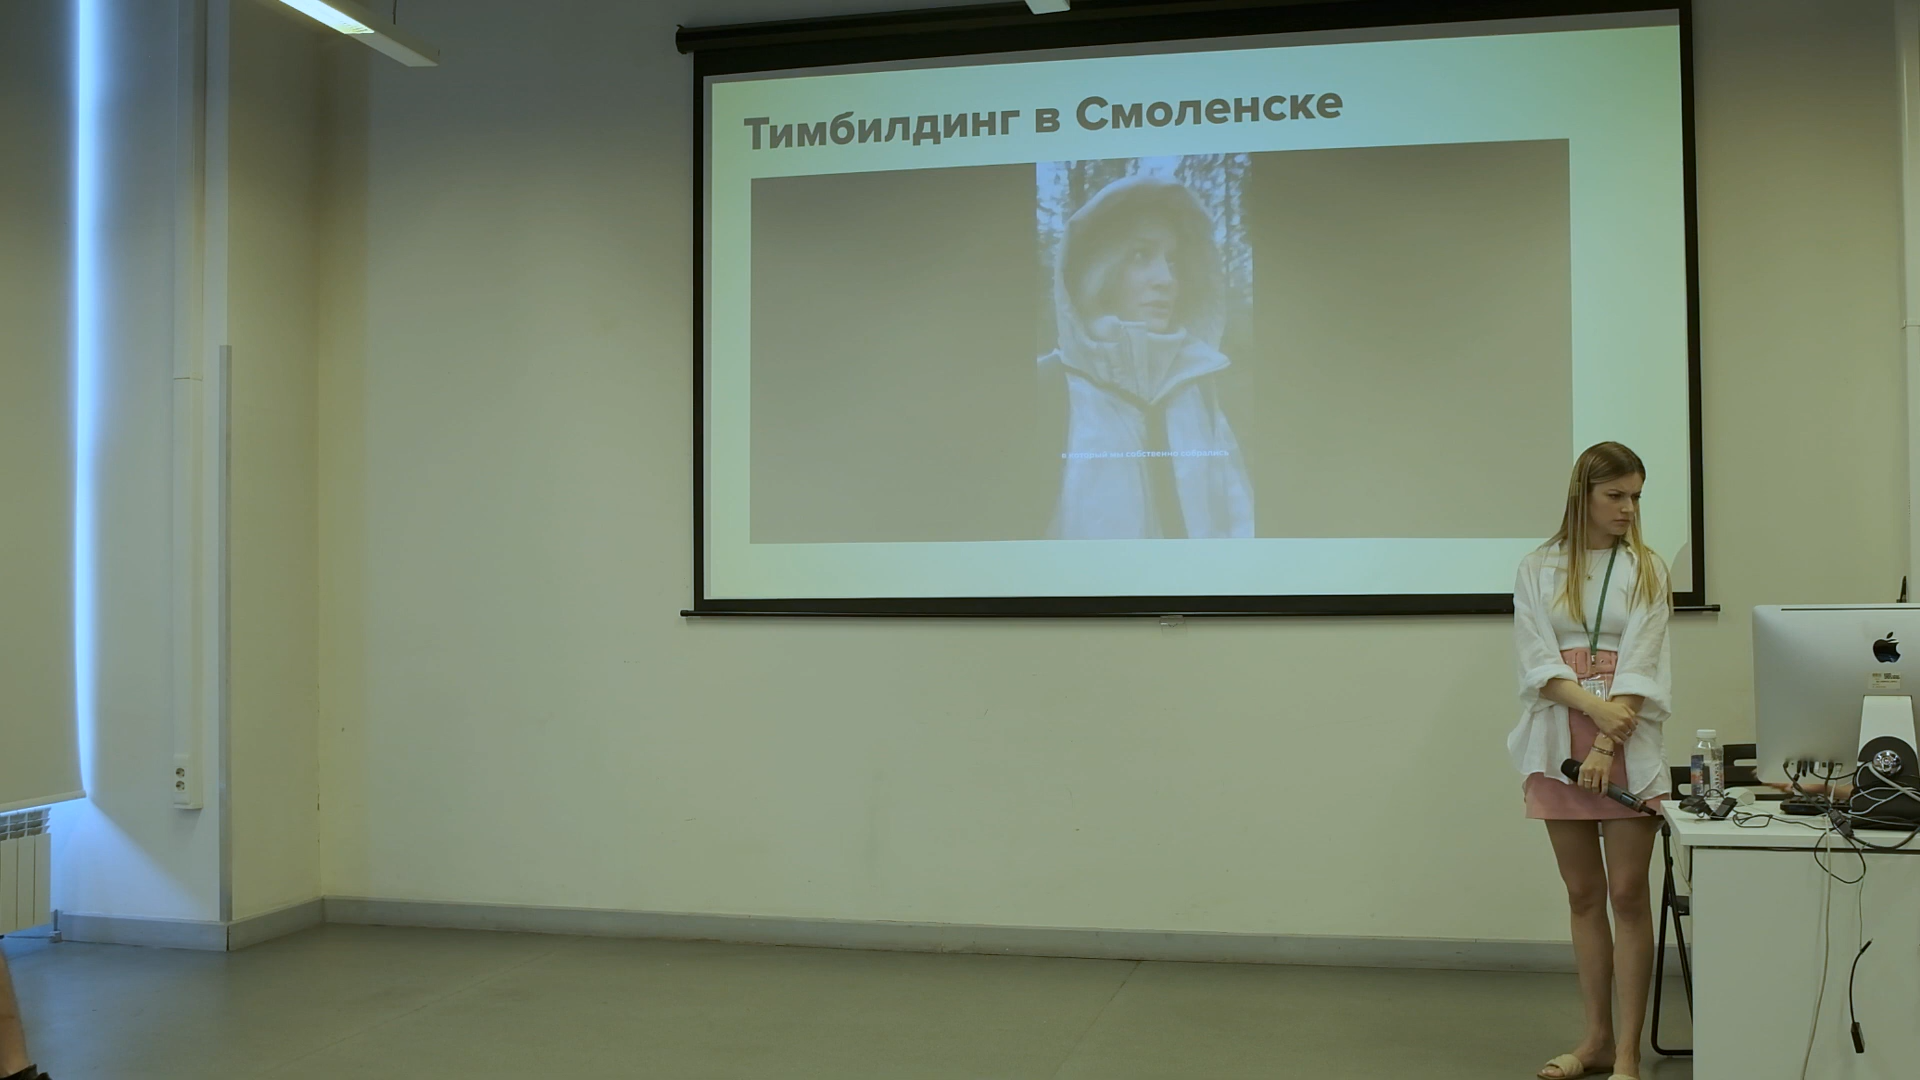 Тимбилдинг в Смоленске
в который мы собственно собрались